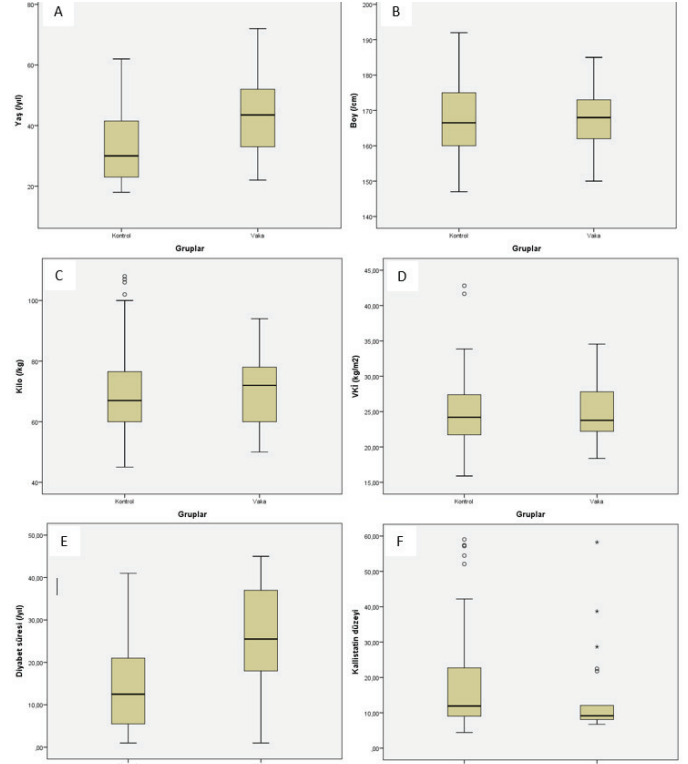 A
Yaş (/yıl)
80
60
40
20
Kontrol
Vaka
Gruplar
B
Boy (/cm)
200
190
180
170
160
150
140
Kontrol
Vaka
Gruplar
C
Kilo (/kg)
100
80
60
40
Kontrol
Vaka
Gruplar
D
VKİ (kg/m2)
45,00
40,00
35,00
30,00
25,00
20,00
15,00
Kontrol
Vaka
Gruplar
E
Diyabet süresi (/yıl)
50,00
40,00
30,00
20,00
10,00
,00
F
Kallistatin düzeyi
60,00
50,00
40,00
30,00
20,00
10,00
,00